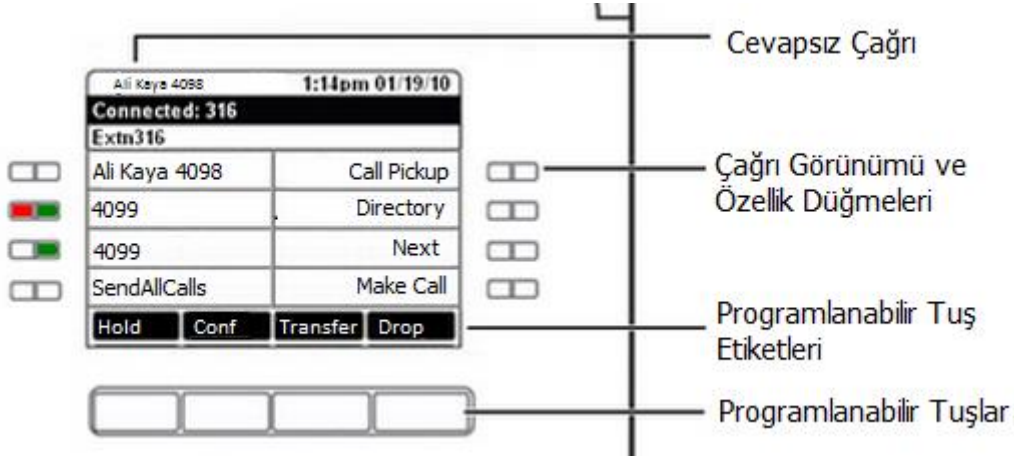 Cevapsız Çağrı
Ali Kaya 4098 1:14pm 01/19/10
Connected: 316
Extn316
Ali Kaya 4098 Call Pickup
Çağrı Görünümü ve
Özellik Düğmeleri
4099 Directory
4099 Next
SendAllCalls Make Call
Hold Conf Transfer Drop
Programlanabilir Tuş
Etiketleri
Programlanabilir Tuşlar